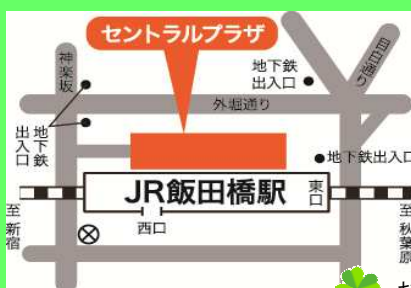 セントラルプラザ
神楽坂
地下鉄
出入口
目白通り
外堀通り
地下鉄
出入口
地下鉄出入口
JR飯田橋駅
東口
西口
至 新宿
至 秋葉原